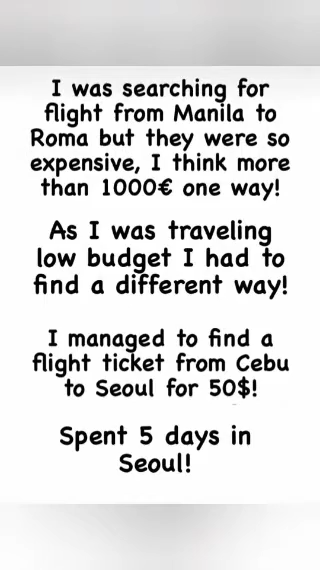 I was searching for
flight from Manila to
Roma but they were so
expensive, I think more
than 1000€ one way!
As I was traveling
low budget I had to
find a different way!
I managed to find a
flight ticket from Cebu
to Seoul for 50$!
Spent 5 days in
Seoul!